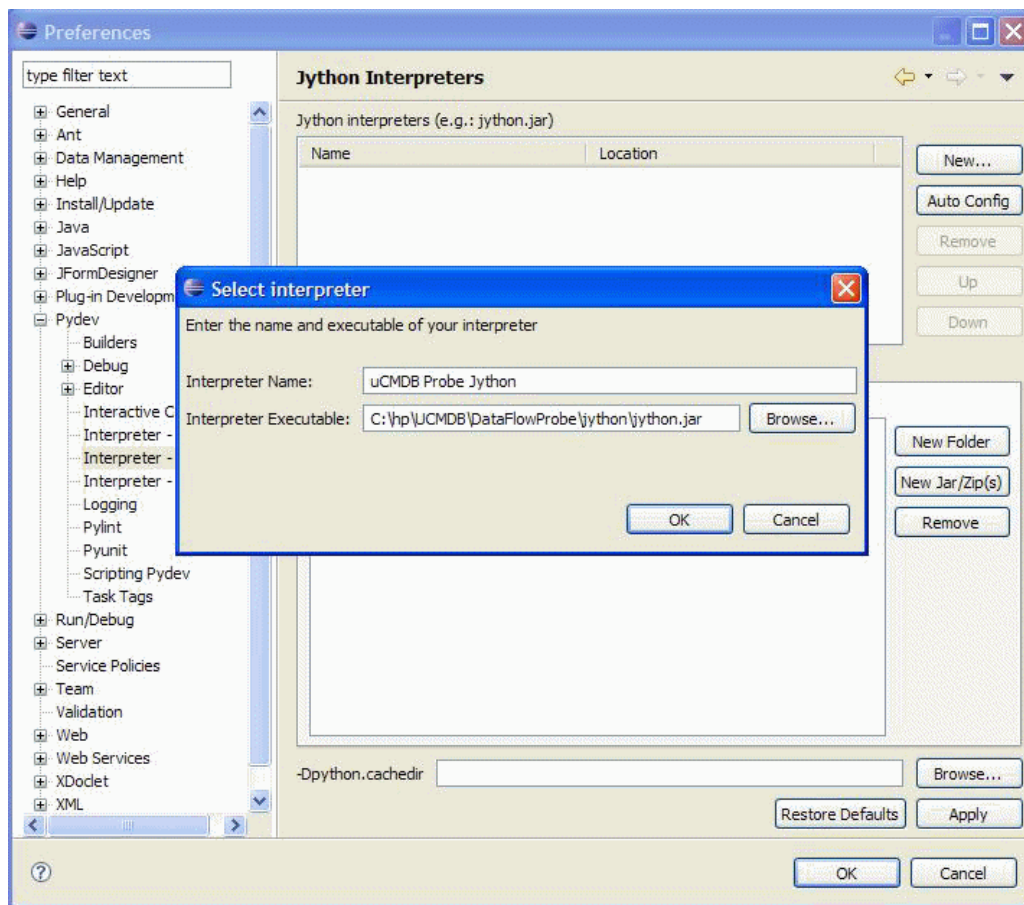 Preferences
type filter text
Jython Interpreters
General
Ant
Data Management
Help
Install/Update
Java
JavaScript
JFormDesigner
Plug-in Developm
Pydev
Builders
Debug
Editor
Interactive C
Interpreter -
Interpreter -
Interpreter -
Logging
Pylint
Pyunit
Scripting Pydev
Task Tags
Run/Debug
Server
Service Policies
Team
Validation
Web
Web Services
XDoclet
XML
Jython interpreters (e.g.: jython.jar)
Name Location
New...
Auto Config
Remove
Up
Down
Select interpreter
Enter the name and executable of your interpreter
Interpreter Name: uCMDB Probe Jython
Interpreter Executable: C:\hp\UCMDB\DataFlowProbe\jython\jython.jar Browse...
OK Cancel
New Folder
New Jar/Zip(s)
Remove
-Dpython.cachedir Browse...
Restore Defaults Apply
? OK Cancel